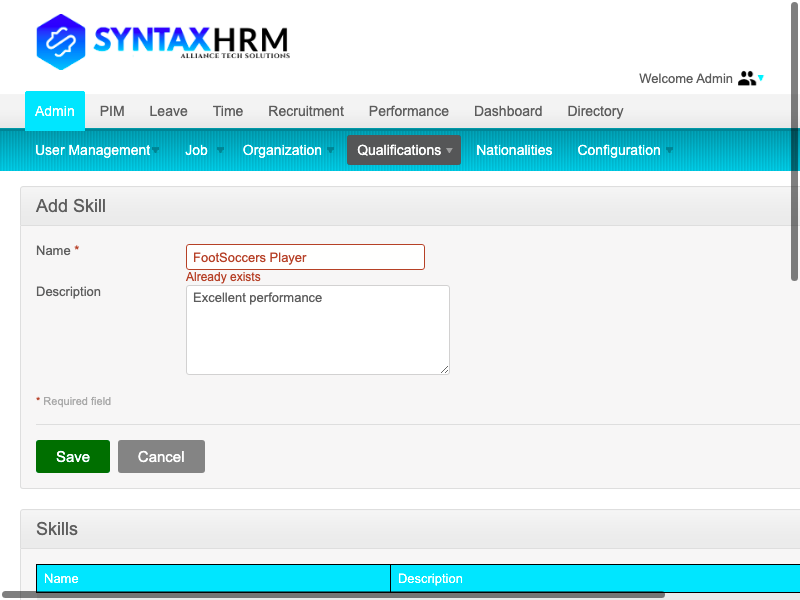 SYNTAXHRM
ALLIANCE TECH SOLUTIONS
Welcome Admin
Admin PIM Leave Time Recruitment Performance Dashboard Directory
User Management Job Organization Qualifications Nationalities Configuration
Add Skill
Name * FootSoccers Player
Already exists
Description Excellent performance
* Required field
Save Cancel
Skills
Name Description